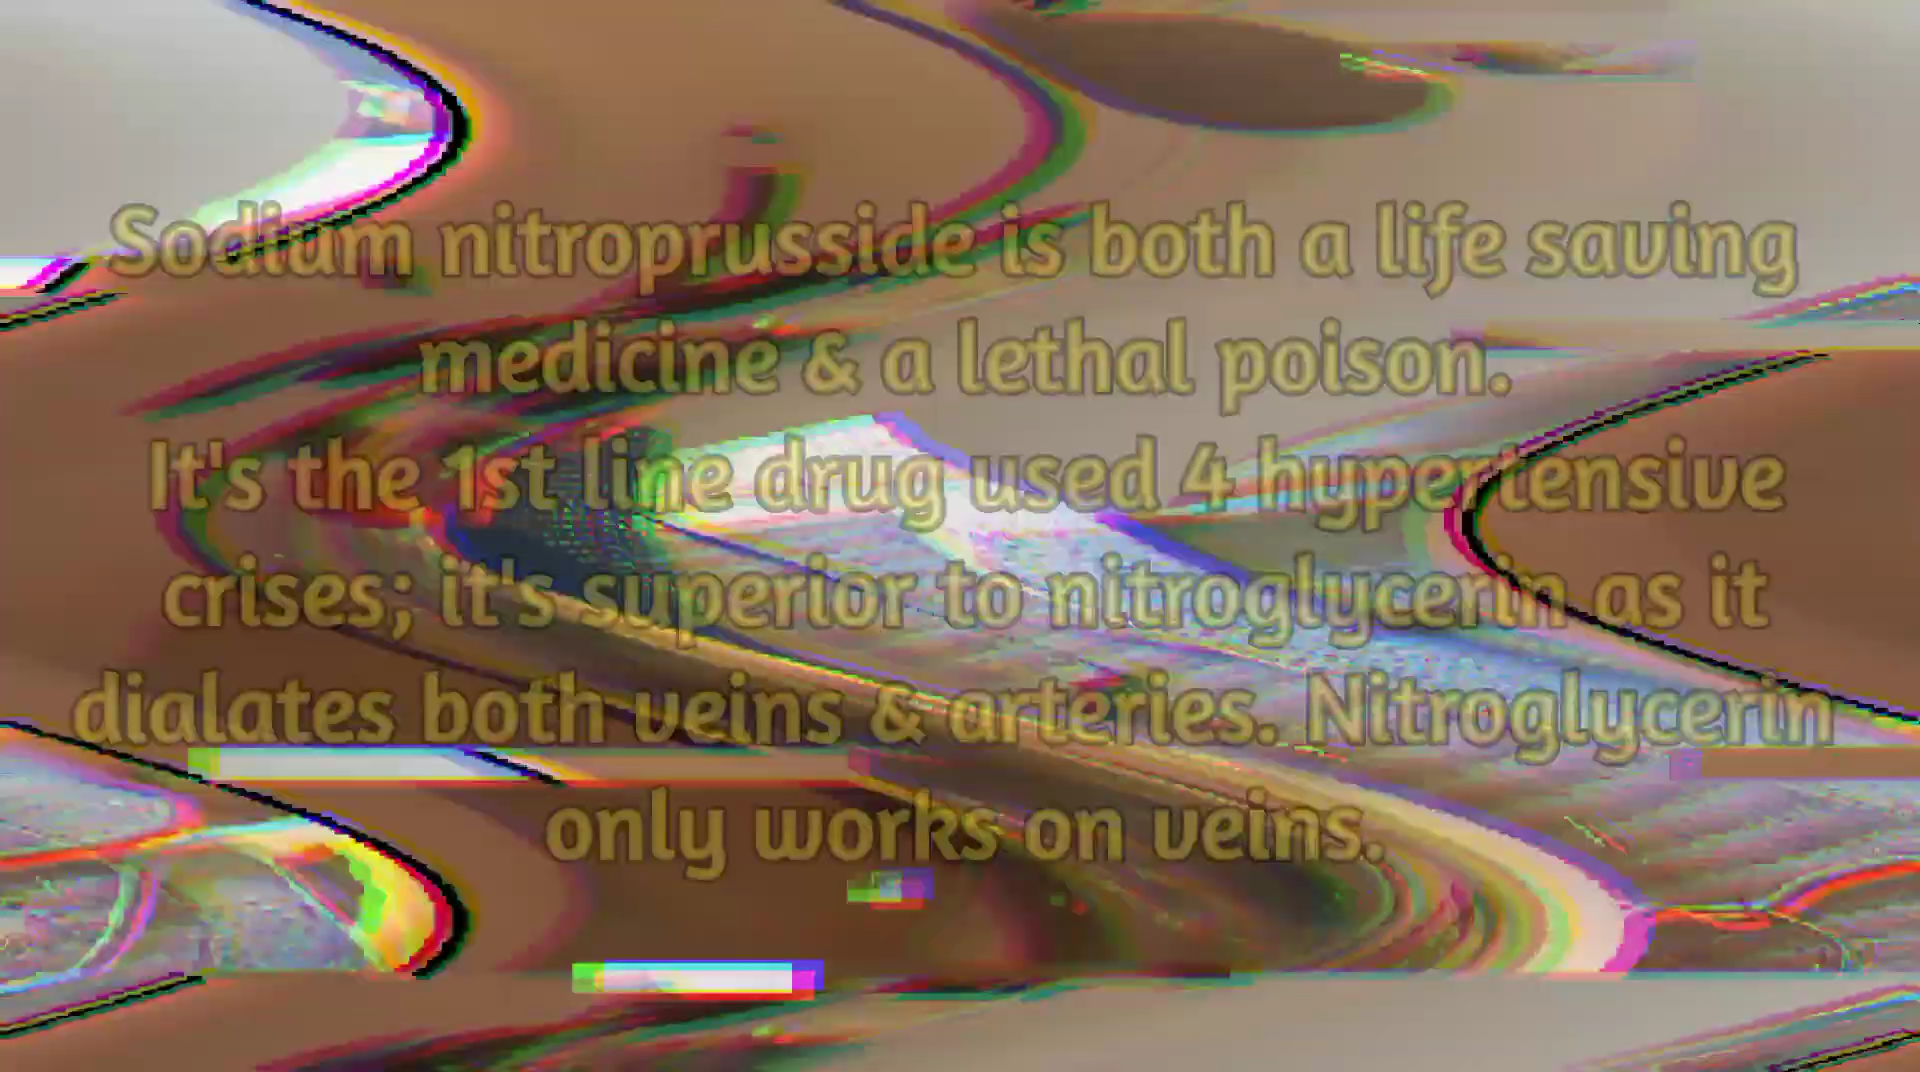 Sodium nitroprusside is both a life saving
medicine & a lethal poison.
It's the 1st line drug used 4 hypertensive
crises; it's superior to nitroglycerin as it
dialates both veins & arteries. Nitroglycerin
only works on veins.